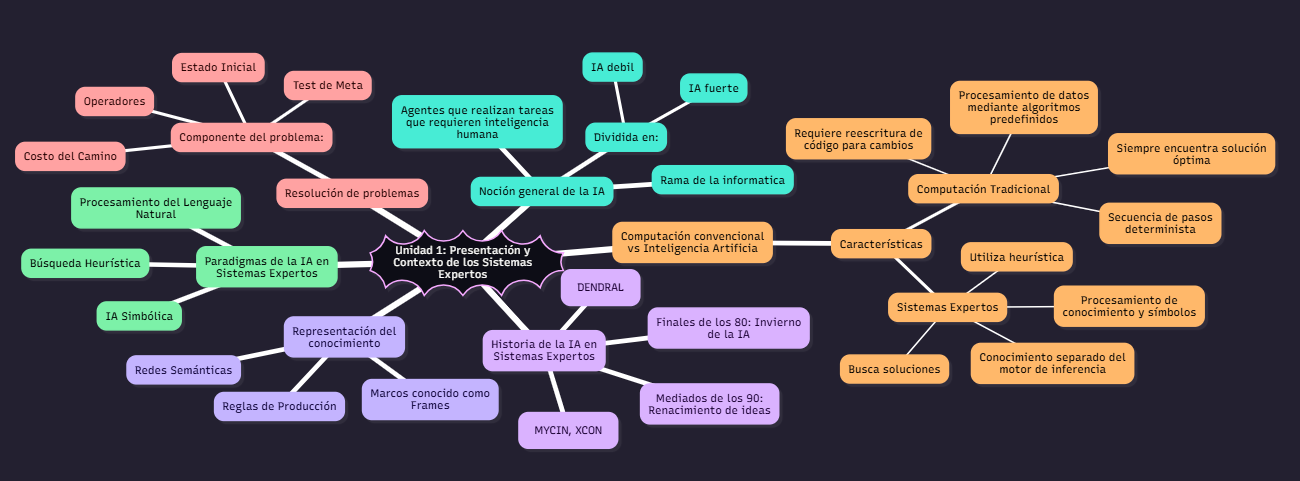 Unidad 1: Presentación y
Contexto de los Sistemas
Expertos
Resolución de problemas
Componente del problema:
Estado Inicial
Test de Meta
Operadores
Costo del Camino
Paradigmas de la IA en
Sistemas Expertos
Procesamiento del Lenguaje
Natural
Búsqueda Heurística
IA Simbólica
Representación del
conocimiento
Redes Semánticas
Reglas de Producción
Marcos conocido como
Frames
Noción general de la IA
Agentes que realizan tareas
que requieren inteligencia
humana
Dividida en:
IA debil
IA fuerte
Rama de la informatica
Computación convencional
vs Inteligencia Artificia
Características
Computación Tradicional
Requiere reescritura de
código para cambios
Procesamiento de datos
mediante algoritmos
predefinidos
Siempre encuentra solución
óptima
Secuencia de pasos
determinista
Sistemas Expertos
Utiliza heurística
Procesamiento de
conocimiento y símbolos
Conocimiento separado del
motor de inferencia
Busca soluciones
Historia de la IA en
Sistemas Expertos
DENDRAL
Finales de los 80: Invierno
de la IA
Mediados de los 90:
Renacimiento de ideas
MYCIN, XCON